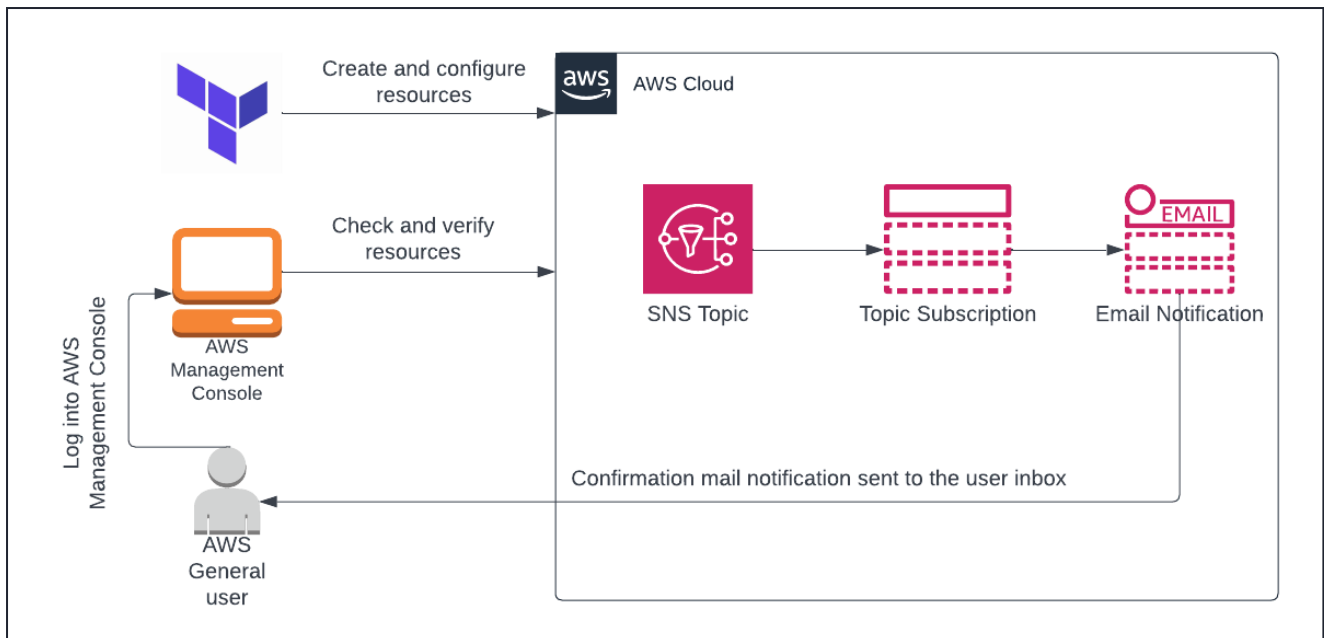 Create and configure
resources
aws
AWS Cloud
EMAIL
Check and verify
resources
SNS Topic
Topic Subscription
Email Notification
AWS
Management
Console
Log into AWS
Management Console
Confirmation mail notification sent to the user inbox
AWS
General
user